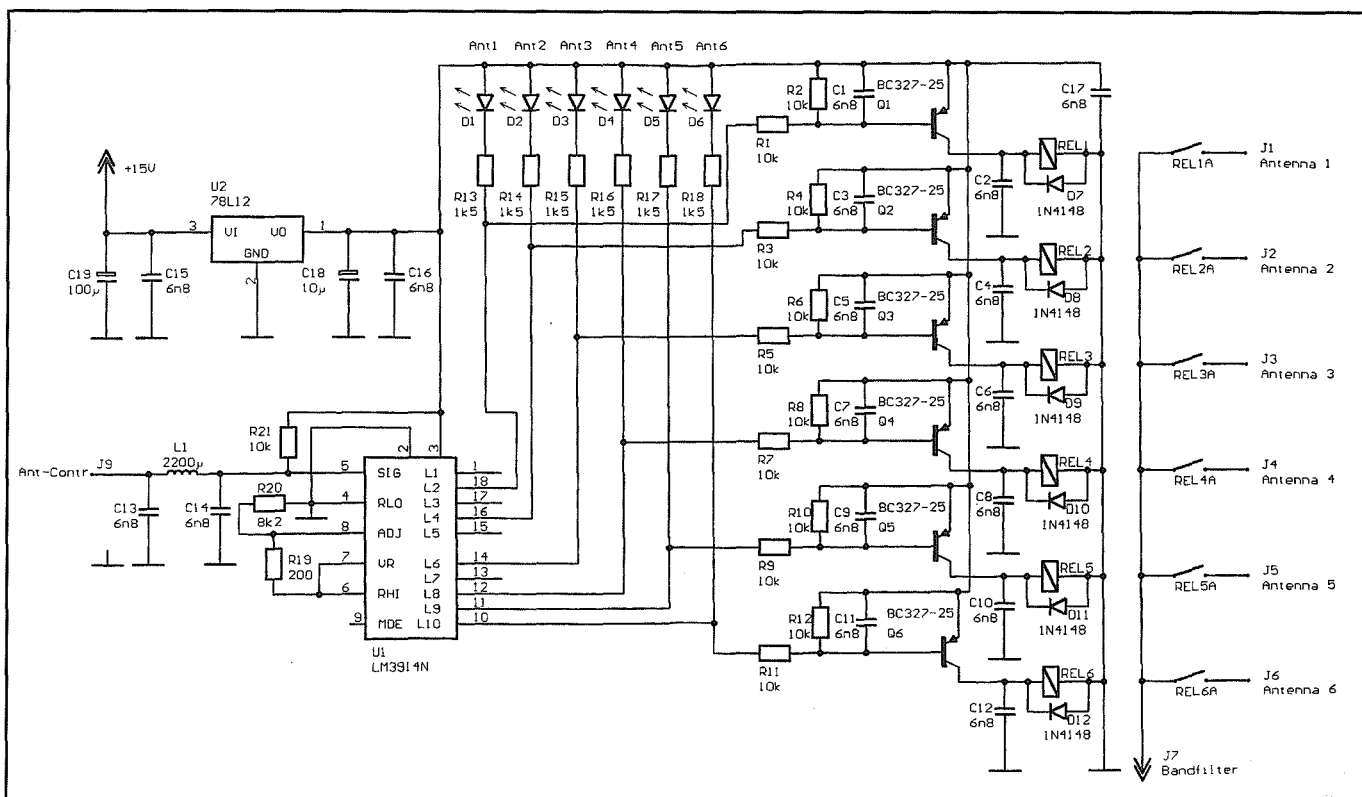 Ant1 Ant2 Ant3 Ant4 Ant5 Ant6
D1 D2 D3 D4 D5 D6
R13 1k5
R14 1k5
R15 1k5
R16 1k5
R17 1k5
R18 1k5
+15V
U2
78L12
3 VI VO 1
GND
2
C19 100µ
C15 6n8
C18 10µ
C16 6n8
R2 10k
C1 6n8
BC327-25
Q1
R1 10k
C17 6n8
REL1
C2 6n8
D7
1N4148
R4 10k
C3 6n8
BC327-25
Q2
R3 10k
REL2
C4 6n8
D8
1N4148
R6 10k
C5 6n8
BC327-25
Q3
R5 10k
REL3
C6 6n8
D9
1N4148
R8 10k
C7 6n8
BC327-25
Q4
R7 10k
REL4
C8 6n8
D10
1N4148
R10 10k
C9 6n8
BC327-25
Q5
R9 10k
REL5
C10 6n8
D11
1N4148
R12 10k
C11 6n8
BC327-25
Q6
R11 10k
REL6
C12 6n8
D12
1N4148
REL1A
J1
Antenna 1
REL2A
J2
Antenna 2
REL3A
J3
Antenna 3
REL4A
J4
Antenna 4
REL5A
J5
Antenna 5
REL6A
J6
Antenna 6
J7
Bandfilter
Ant-Contr J9
L1
2200µ
R21 10k
C13 6n8
C14 6n8
R20
8k2
R19
200
2 3
5 SIG L1 1
L2 18
4 RLO L3 17
L4 16
8 ADJ L5 15
7 VR L6 14
L7 13
6 RHI L8 12
L9 11
9 MDE L10 10
U1
LM3914N